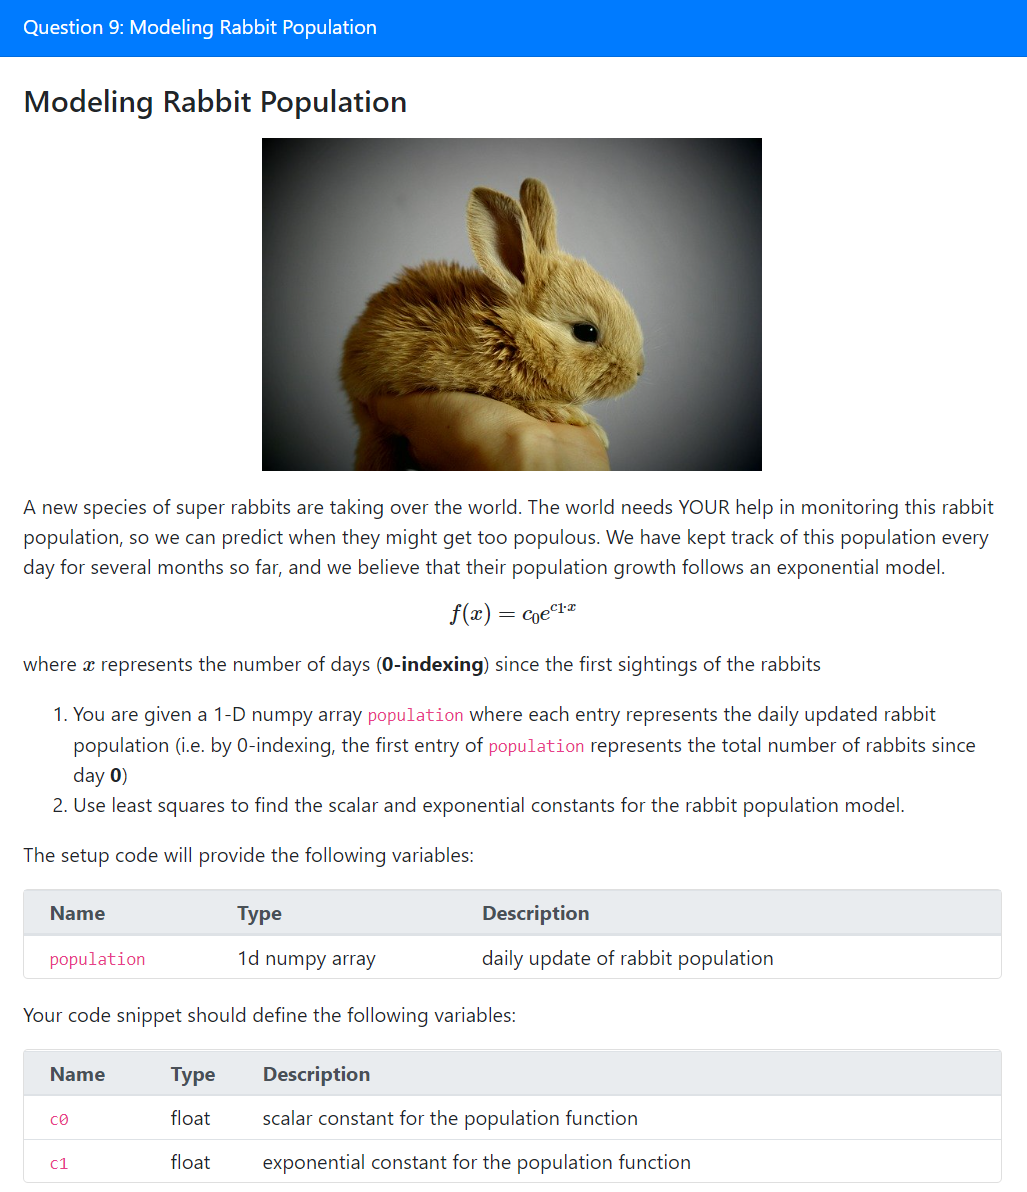 Question 9: Modeling Rabbit Population
Modeling Rabbit Population
A new species of super rabbits are taking over the world. The world needs YOUR help in monitoring this rabbit
population, so we can predict when they might get too populous. We have kept track of this population every
day for several months so far, and we believe that their population growth follows an exponential model.
f(x) = c₀e^{c1·x}
where x represents the number of days (0-indexing) since the first sightings of the rabbits
1. You are given a 1-D numpy array population where each entry represents the daily updated rabbit
population (i.e. by 0-indexing, the first entry of population represents the total number of rabbits since
day 0)
2. Use least squares to find the scalar and exponential constants for the rabbit population model.
The setup code will provide the following variables:
Name Type Description
population 1d numpy array daily update of rabbit population
Your code snippet should define the following variables:
Name Type Description
c0 float scalar constant for the population function
c1 float exponential constant for the population function